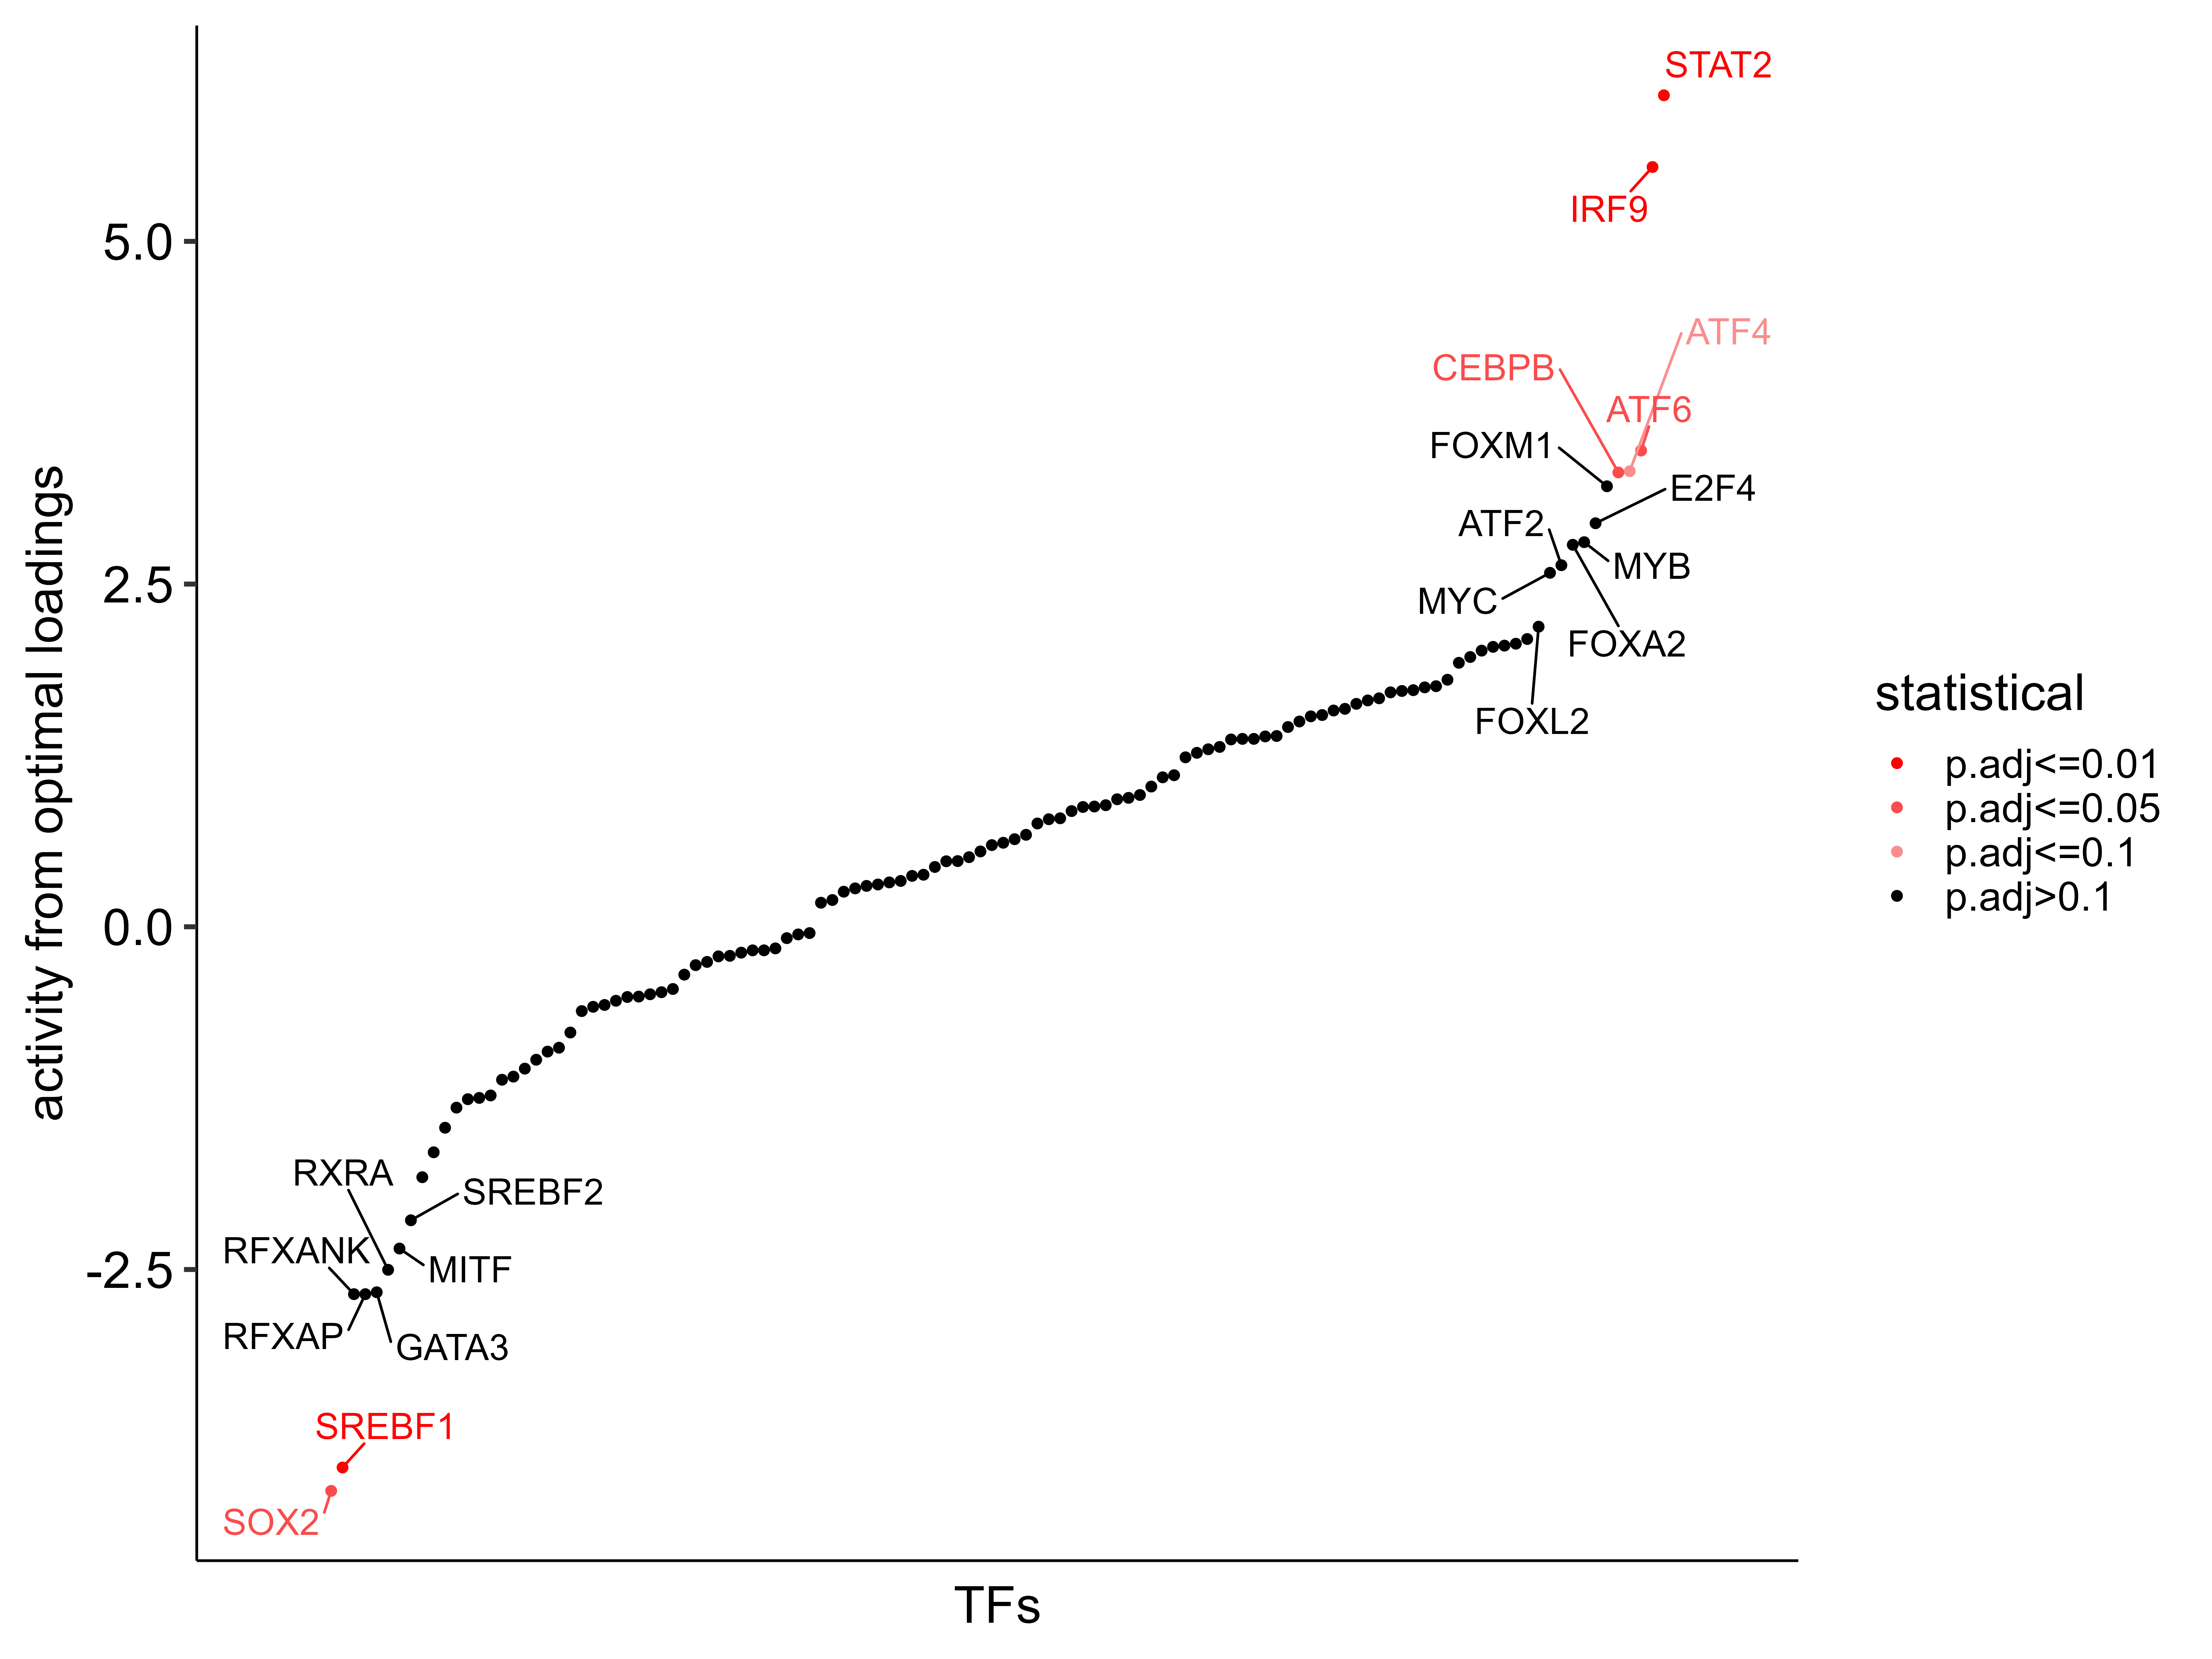 STAT2
IRF9
5.0
ATF4
CEBPB
ATF6
FOXM1
E2F4
ATF2
MYB
2.5
MYC
FOXA2
FOXL2
activity from optimal loadings
statistical
p.adj<=0.01
p.adj<=0.05
p.adj<=0.1
p.adj>0.1
0.0
RXRA
SREBF2
RFXANK
MITF
-2.5
RFXAP
GATA3
SREBF1
SOX2
TFs